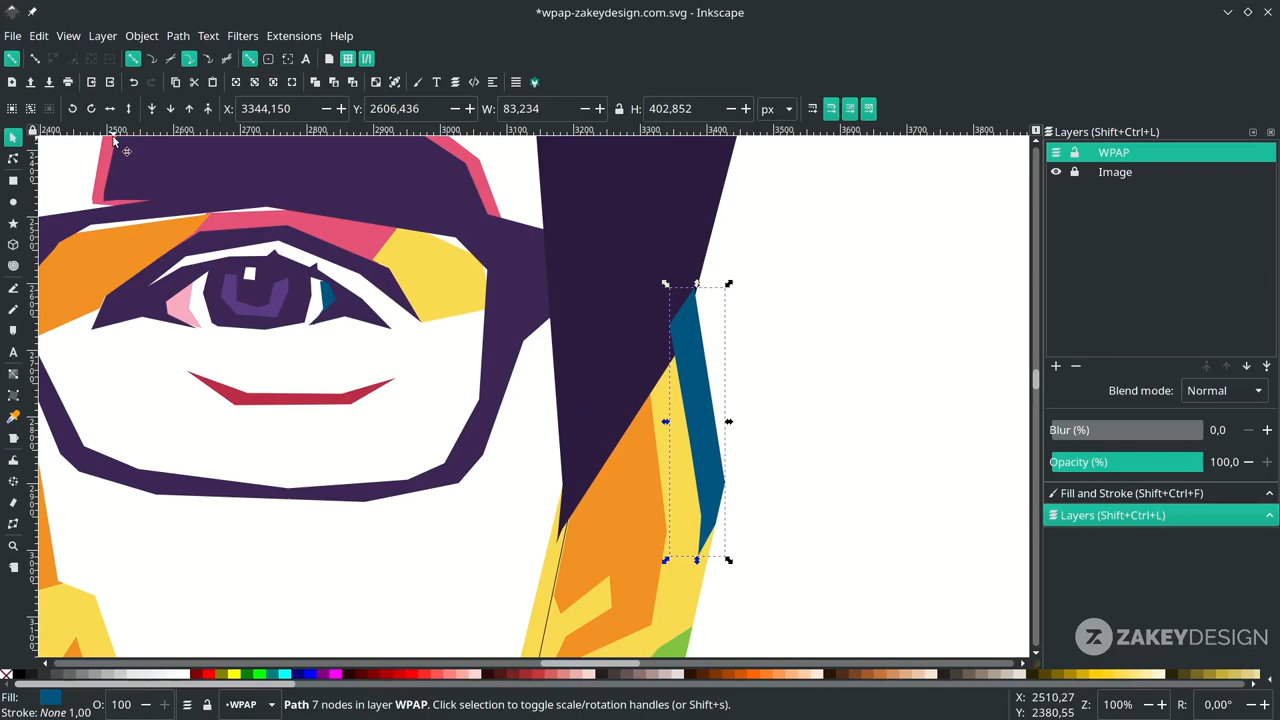 *wpap-zakeydesign.com.svg - Inkscape
File Edit View Layer Object Path Text Filters Extensions Help
X: 3344,150 Y: 2606,436 W: 83,234 H: 402,852 px
2400 2500 2600 2700 2800 2900 3000 3100 3200 3300 3400 3500 3600 3700 3800
Layers (Shift+Ctrl+L)
WPAP
Image
Blend mode: Normal
Blur (%) 0,0
Opacity (%) 100,0
Fill and Stroke (Shift+Ctrl+F)
Layers (Shift+Ctrl+L)
ZAKEYDESIGN
Fill:
Stroke: None 1,00
O: 100
•WPAP
Path 7 nodes in layer WPAP. Click selection to toggle scale/rotation handles (or Shift+s).
X: 2510,27
Y: 2380,55
Z: 100%
R: 0,00°